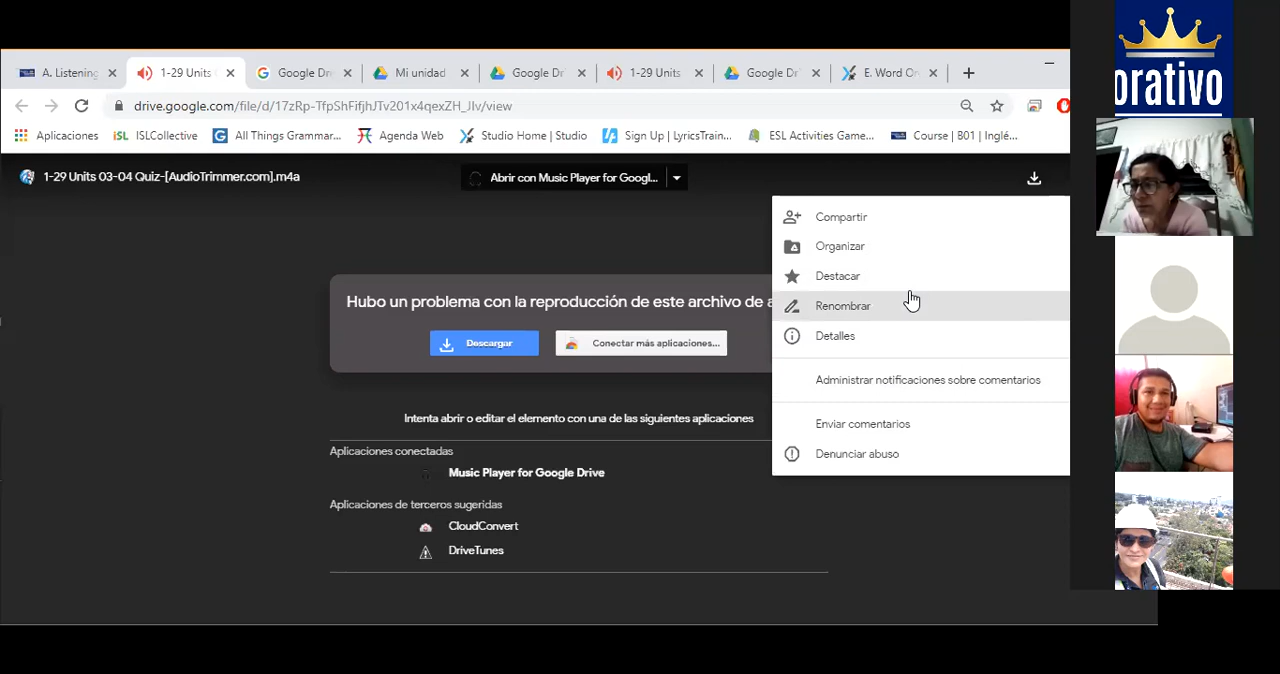 A. Listening
1-29 Units
Google Dr
Mi unidad
Google Dr
1-29 Units
Google Dr
E. Word Or
drive.google.com/file/d/17zRp-TfpShFifjhJTv201x4qexZH_JIv/view
Aplicaciones
iSL ISLCollective
All Things Grammar...
Agenda Web
Studio Home | Studio
Sign Up | LyricsTrain...
ESL Activities Game...
Course | B01 | Inglé...
1-29 Units 03-04 Quiz-[AudioTrimmer.com].m4a
Abrir con Music Player for Googl...
Compartir
Organizar
Destacar
Renombrar
Detalles
Administrar notificaciones sobre comentarios
Enviar comentarios
Denunciar abuso
Hubo un problema con la reproducción de este archivo de a
Descargar
Conectar más aplicaciones...
Intenta abrir o editar el elemento con una de las siguientes aplicaciones
Aplicaciones conectadas
Music Player for Google Drive
Aplicaciones de terceros sugeridas
CloudConvert
DriveTunes
orativo